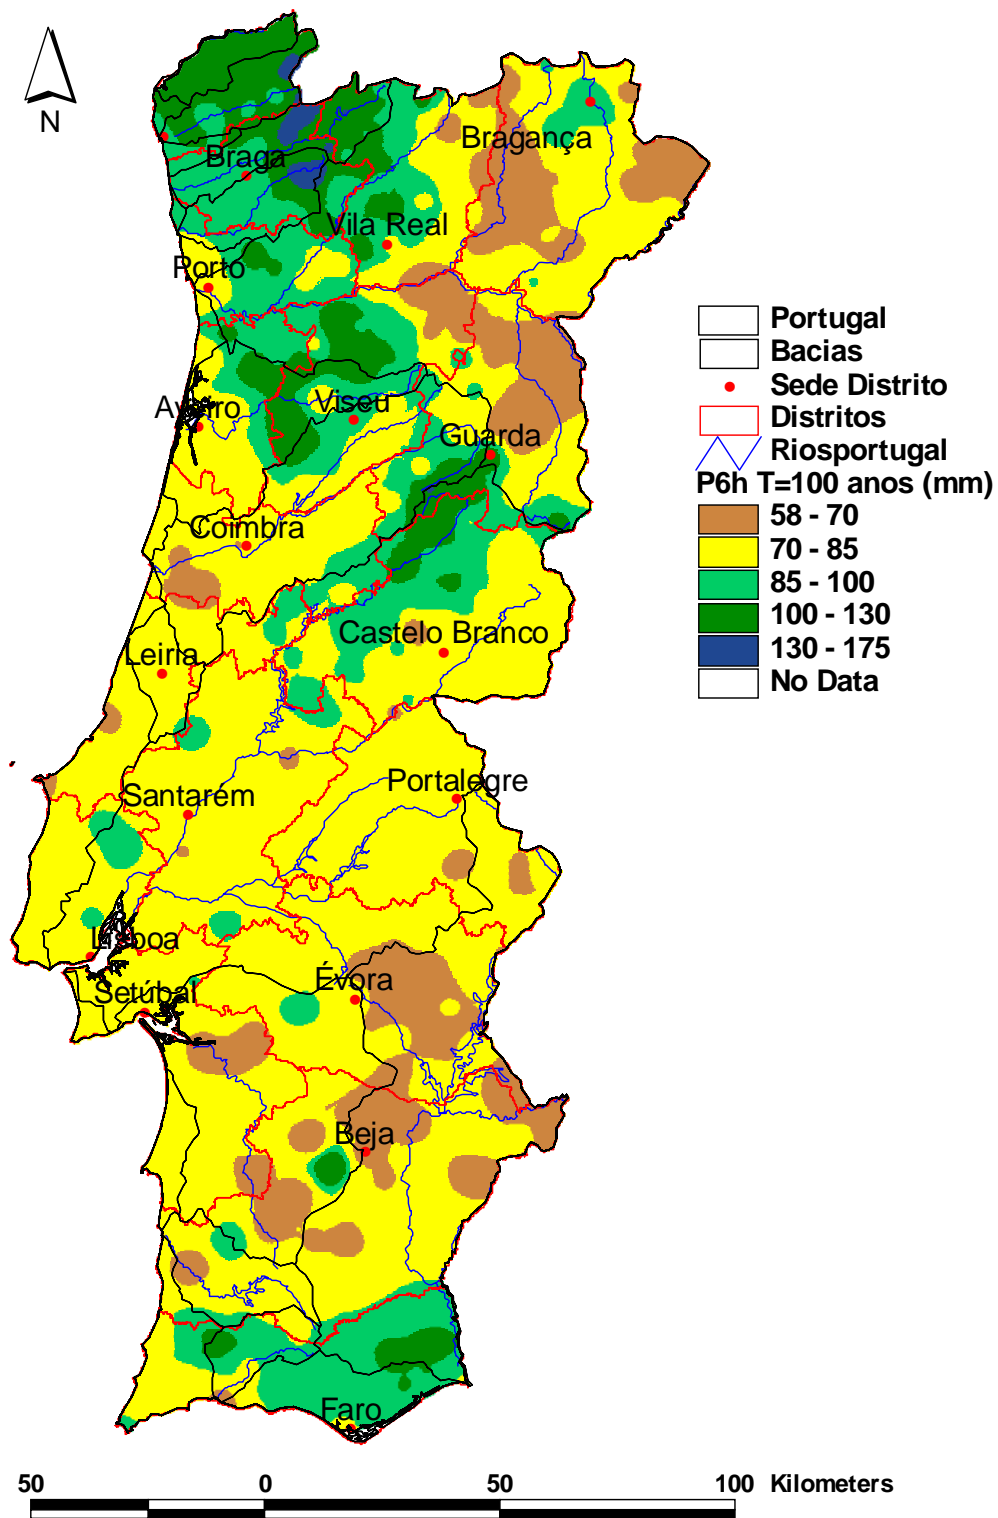 N
Braga
Bragança
Vila Real
Porto
Portugal
Bacias
Sede Distrito
Distritos
Riosportugal
P6h T=100 anos (mm)
58 - 70
70 - 85
85 - 100
100 - 130
130 - 175
No Data
Aveiro
Viseu
Guarda
Coimbra
Castelo Branco
Leiria
Santarém
Portalegre
Lisboa
Setúbal
Évora
Beja
Faro
50 0 50 100 Kilometers